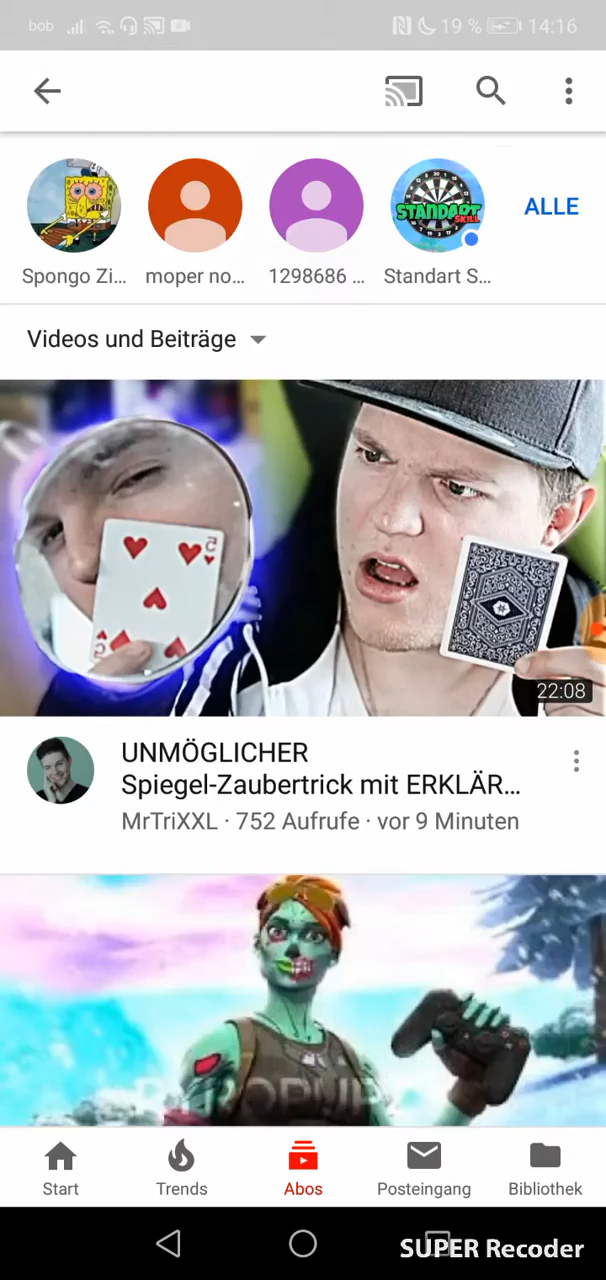 bob 19 % 14:16
STANDART
SKILL
ALLE
Spongo Zi... moper no... 1298686 ... Standart S...
Videos und Beiträge
22:08
UNMÖGLICHER
Spiegel-Zaubertrick mit ERKLÄR...
MrTriXXL · 752 Aufrufe · vor 9 Minuten
Start Trends Abos Posteingang Bibliothek
SUPER Recoder